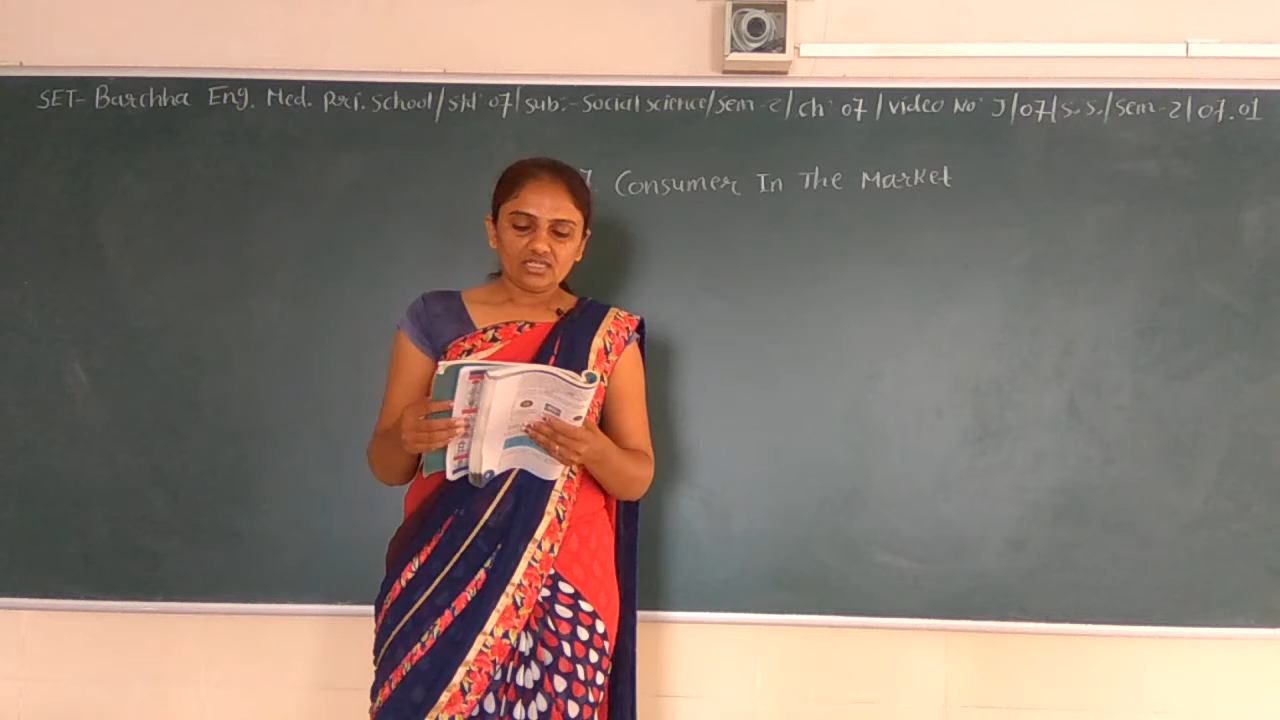 SET- Barchha Eng. Med. Pri. School/Std: 07/Sub:- Social science/Sem-2/Ch: 07/Video No: J/07/S.S./Sem-2/07.01
7. Consumer In The Market